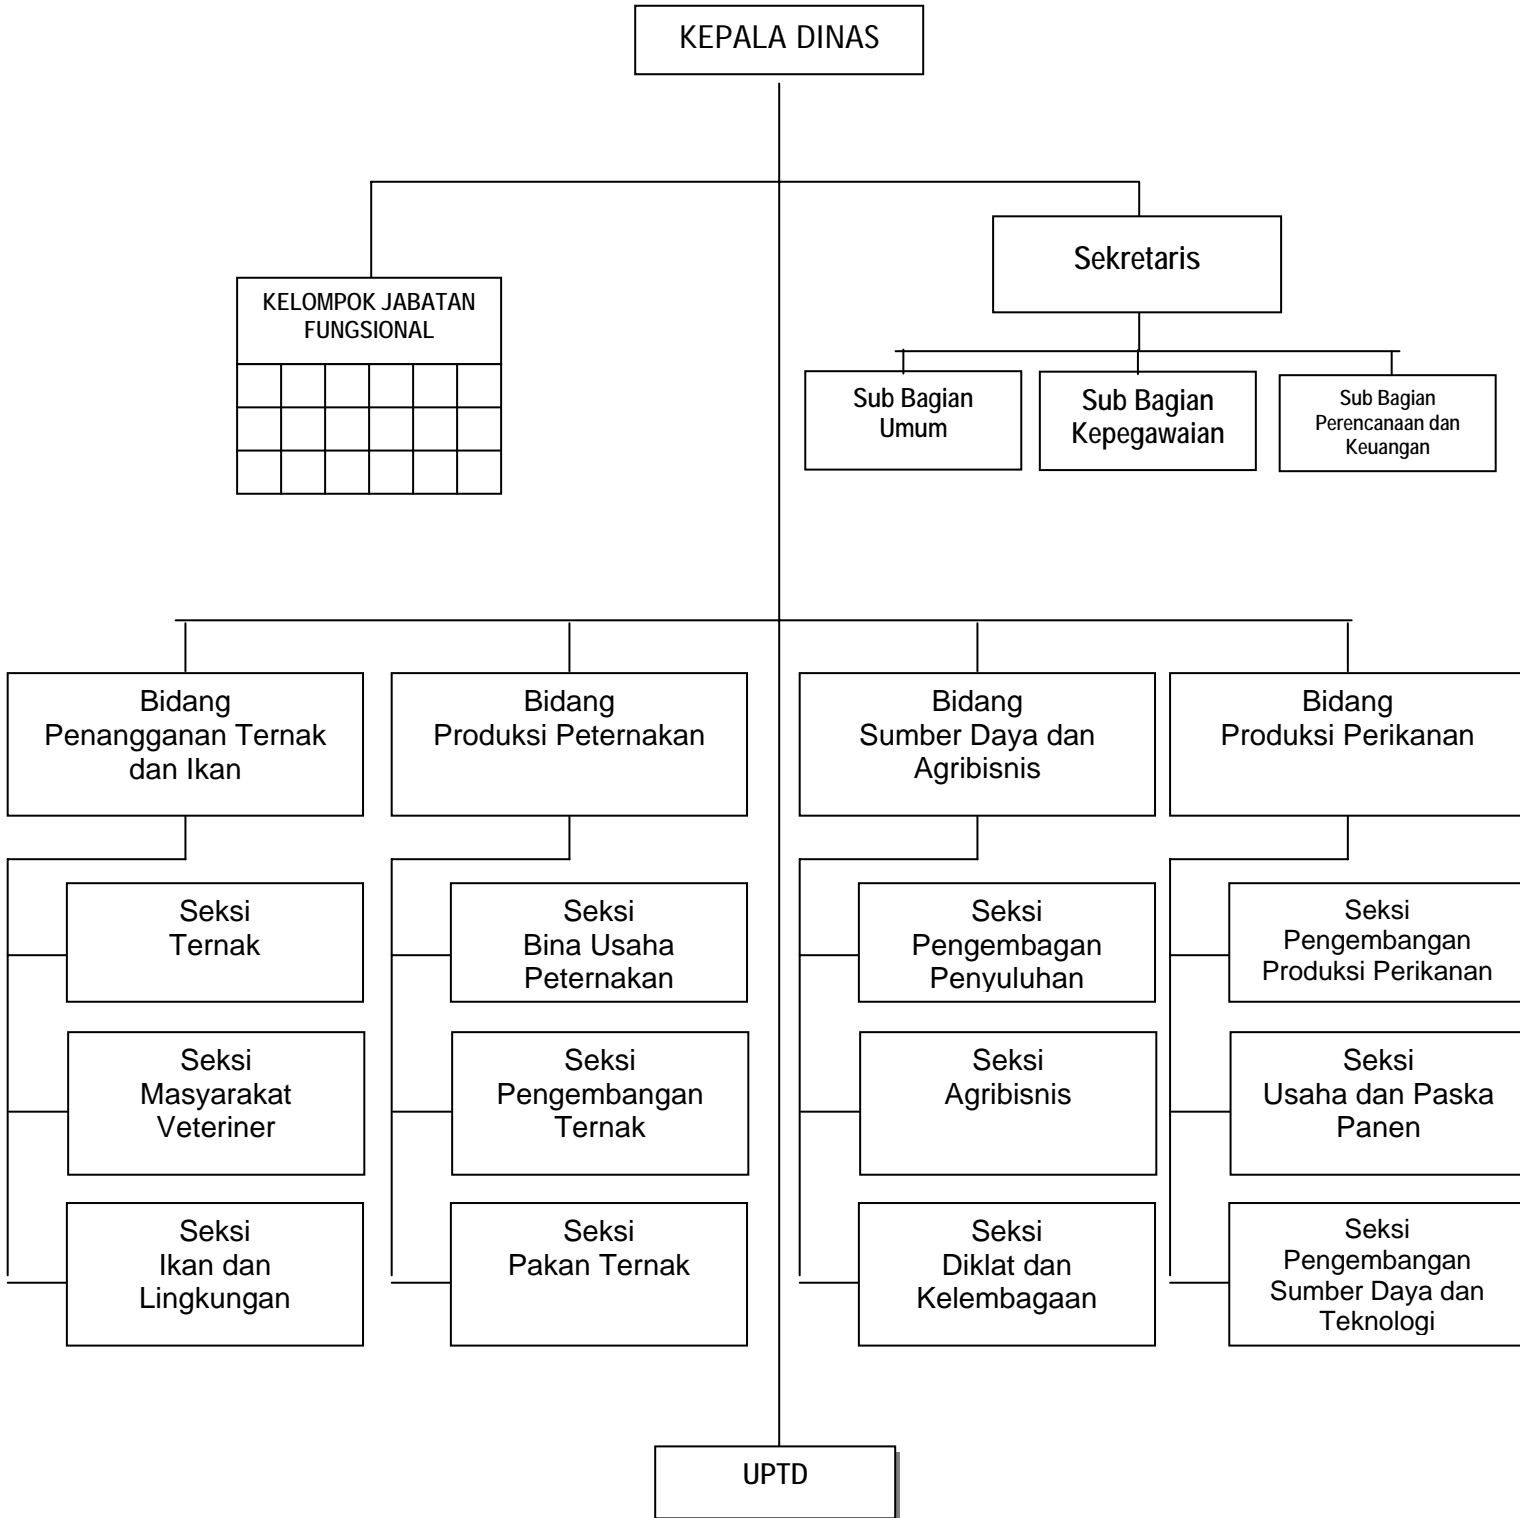 KEPALA DINAS
Sekretaris
KELOMPOK JABATAN
FUNGSIONAL
Sub Bagian
Umum
Sub Bagian
Kepegawaian
Sub Bagian
Perencanaan dan
Keuangan
Bidang
Penangganan Ternak
dan Ikan
Bidang
Produksi Peternakan
Bidang
Sumber Daya dan
Agribisnis
Bidang
Produksi Perikanan
Seksi
Ternak
Seksi
Bina Usaha
Peternakan
Seksi
Pengembagan
Penyuluhan
Seksi
Pengembangan
Produksi Perikanan
Seksi
Masyarakat
Veteriner
Seksi
Pengembangan
Ternak
Seksi
Agribisnis
Seksi
Usaha dan Paska
Panen
Seksi
Ikan dan
Lingkungan
Seksi
Pakan Ternak
Seksi
Diklat dan
Kelembagaan
Seksi
Pengembangan
Sumber Daya dan
Teknologi
UPTD